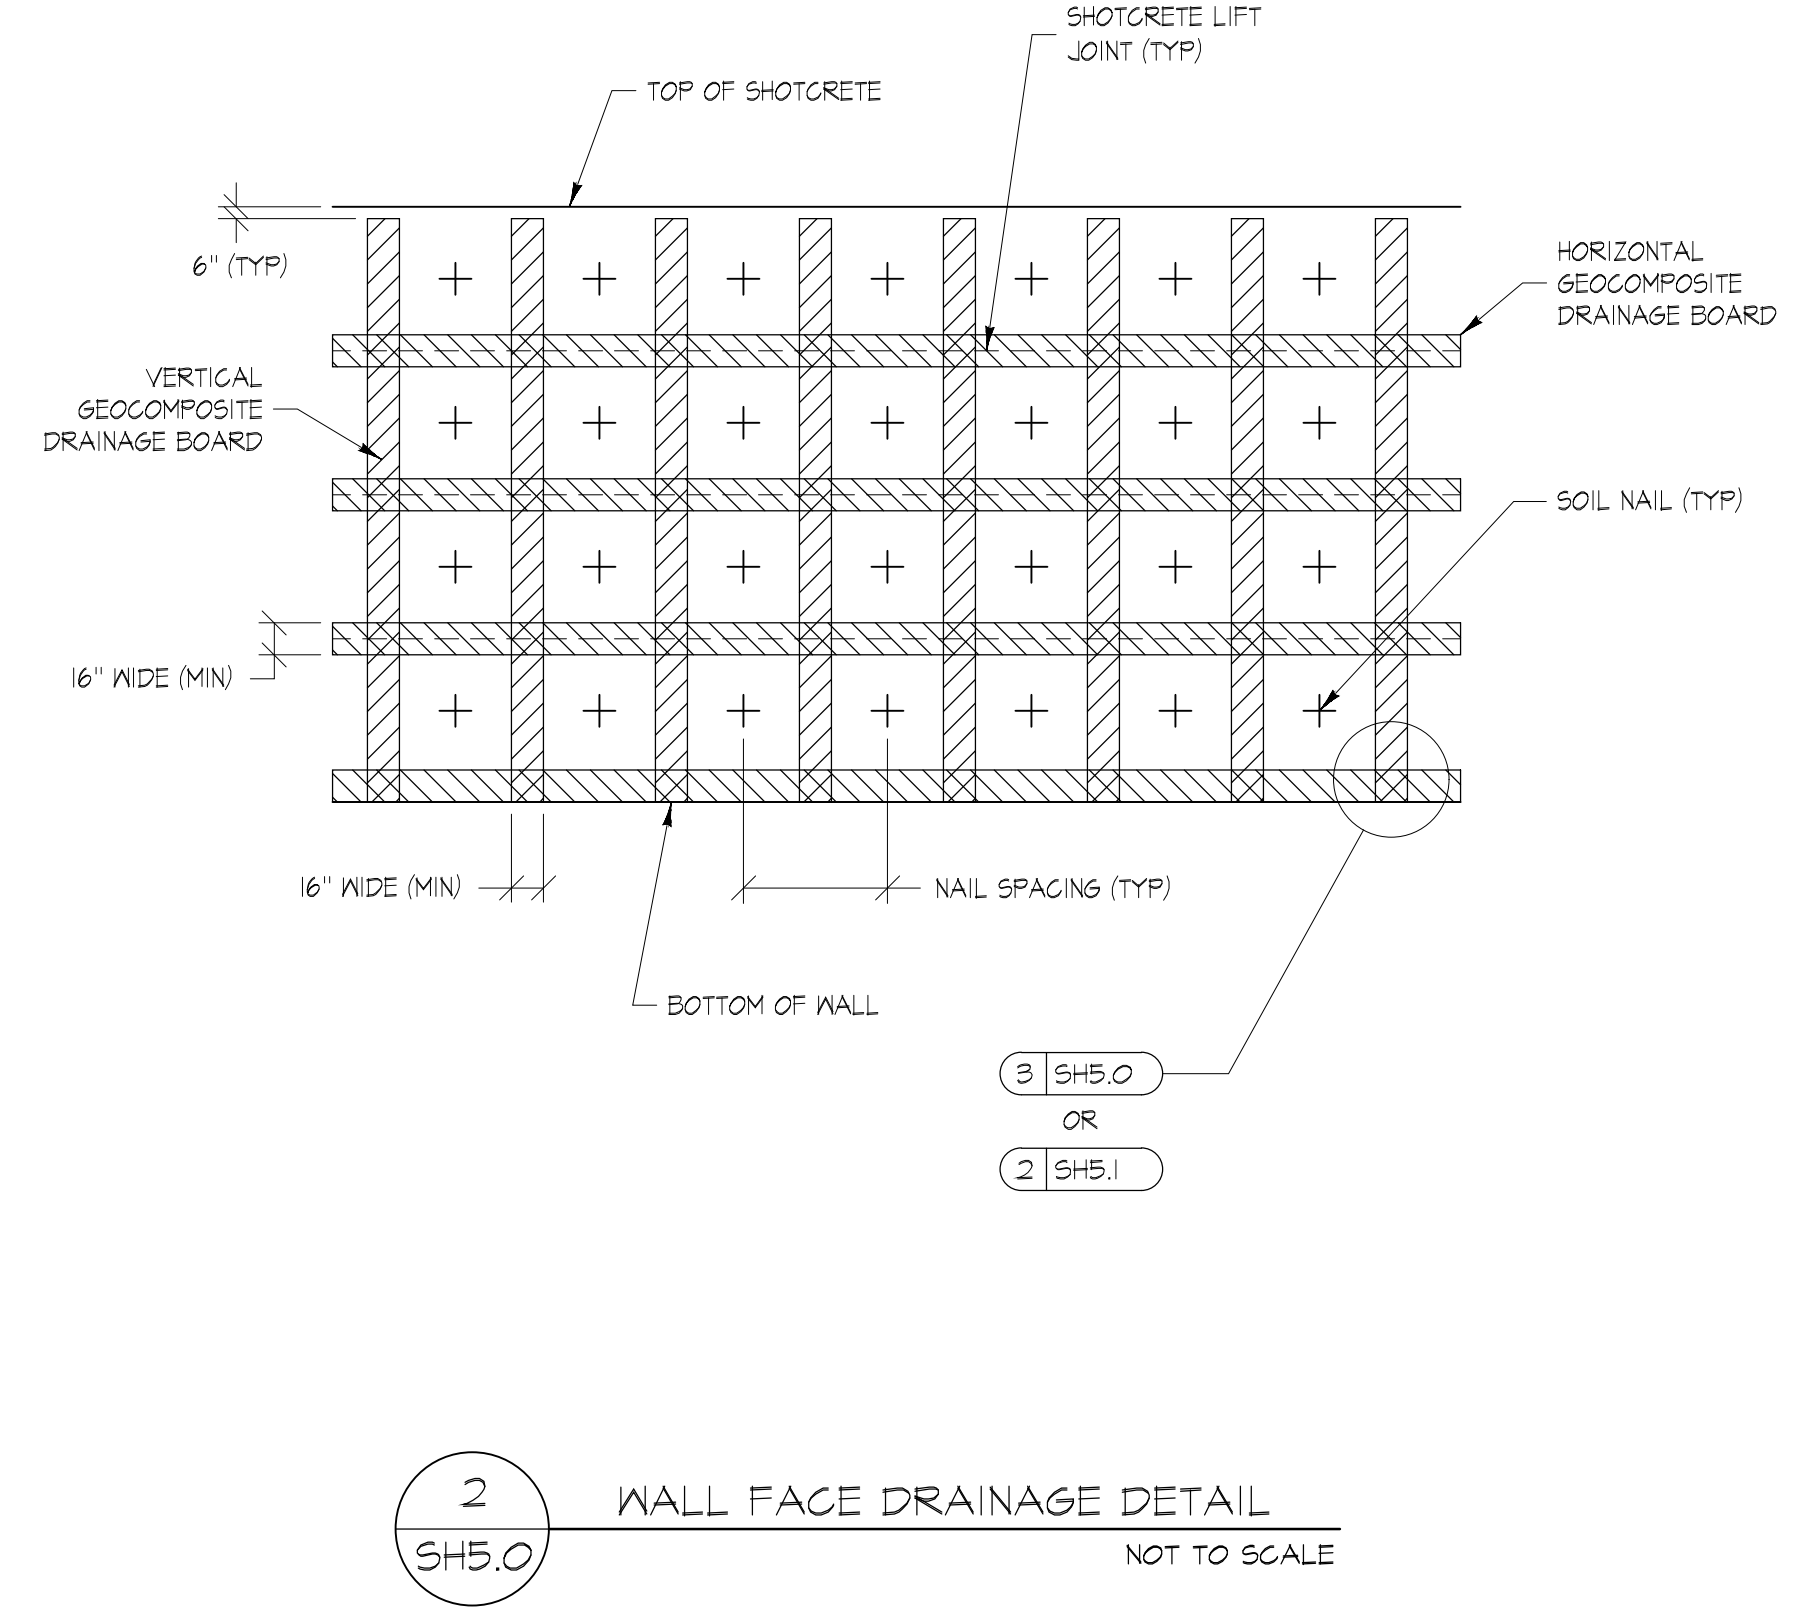 SHOTCRETE LIFT
JOINT (TYP)
TOP OF SHOTCRETE
6" (TYP)
HORIZONTAL
GEOCOMPOSITE
DRAINAGE BOARD
VERTICAL
GEOCOMPOSITE
DRAINAGE BOARD
SOIL NAIL (TYP)
16" WIDE (MIN)
16" WIDE (MIN)
NAIL SPACING (TYP)
BOTTOM OF WALL
3 SH5.0
OR
2 SH5.1
2
SH5.0
WALL FACE DRAINAGE DETAIL
NOT TO SCALE